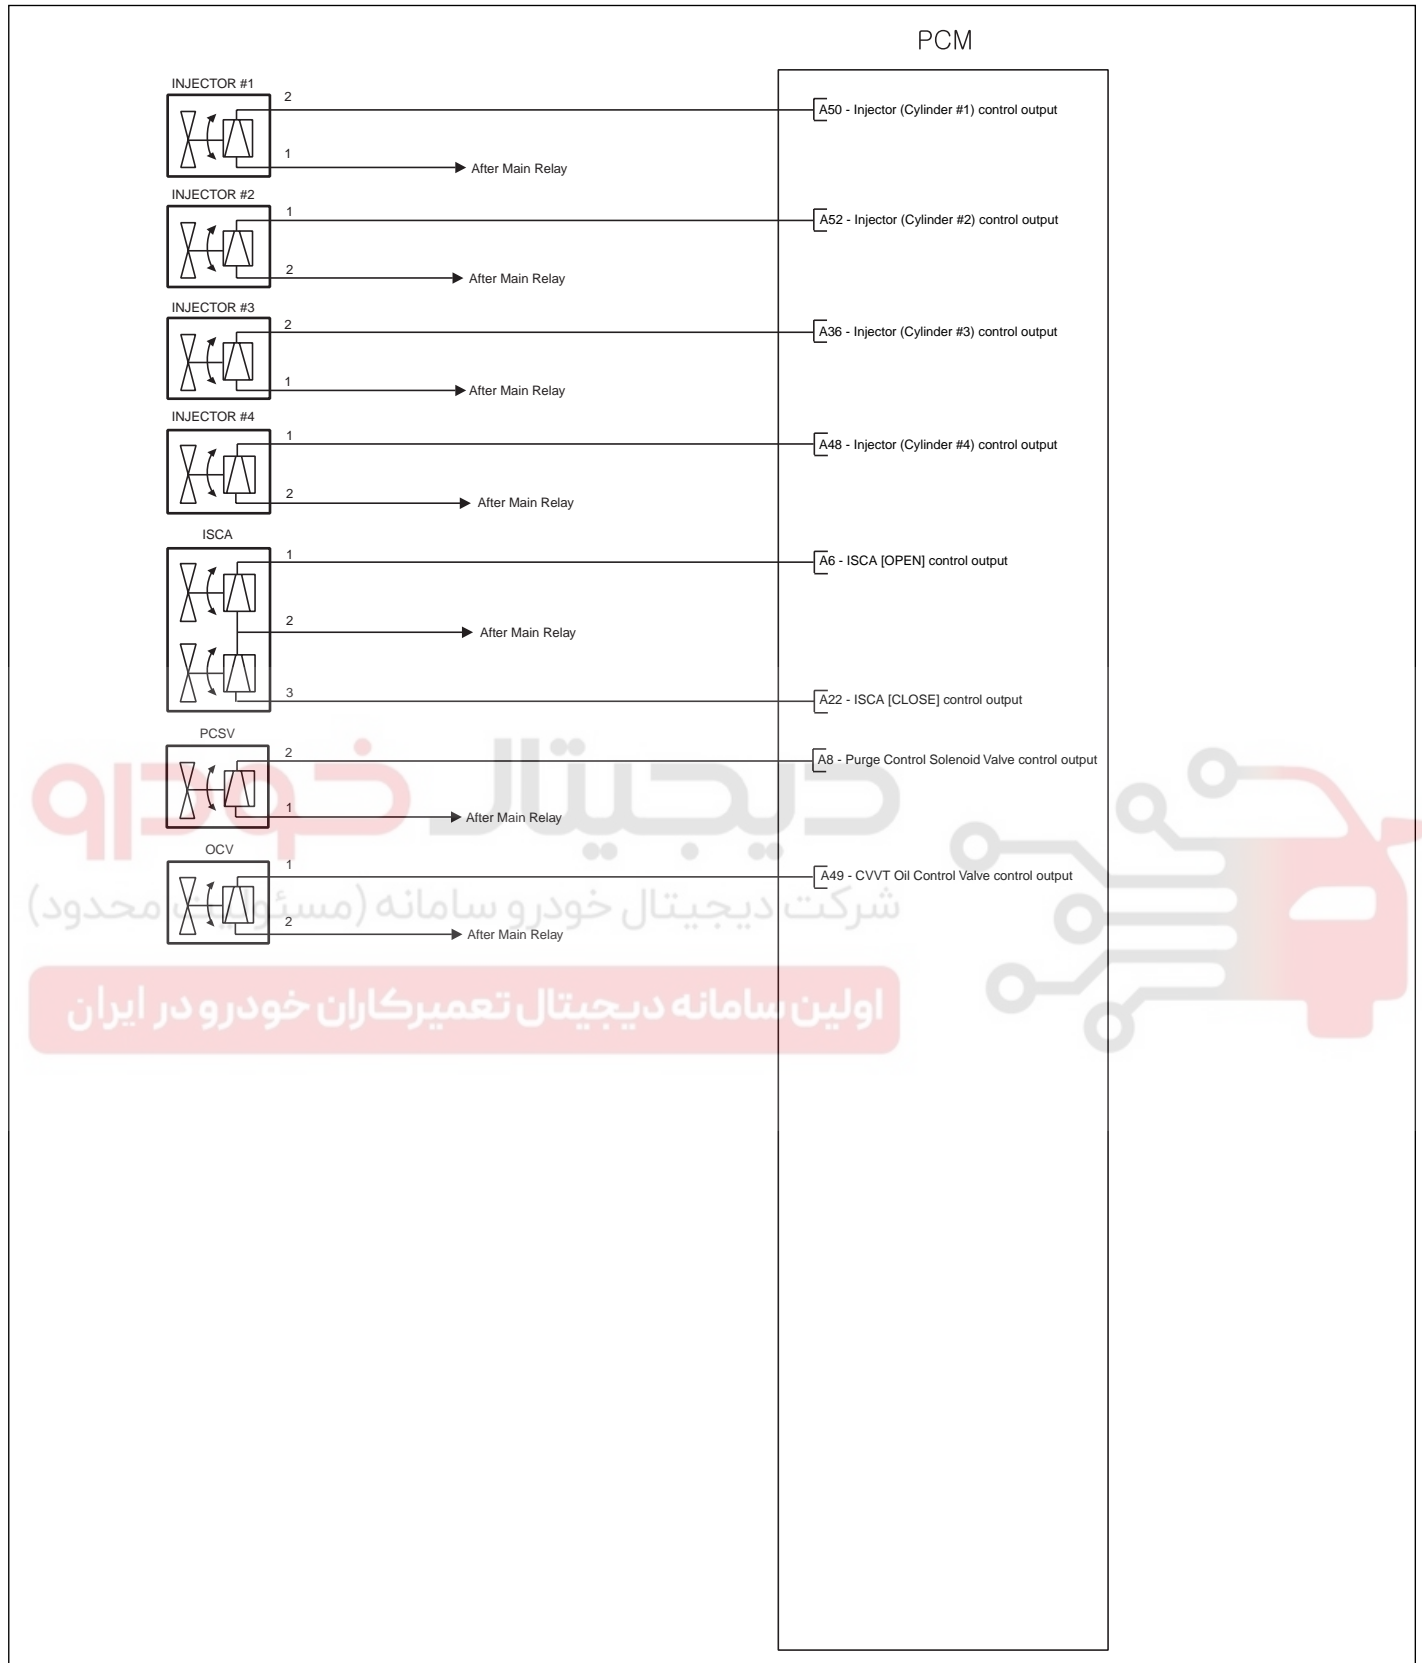 PCM
INJECTOR #1
2
A50 - Injector (Cylinder #1) control output
1
After Main Relay
INJECTOR #2
1
A52 - Injector (Cylinder #2) control output
2
After Main Relay
INJECTOR #3
2
A36 - Injector (Cylinder #3) control output
1
After Main Relay
INJECTOR #4
1
A48 - Injector (Cylinder #4) control output
2
After Main Relay
ISCA
1
A6 - ISCA [OPEN] control output
2
After Main Relay
3
A22 - ISCA [CLOSE] control output
PCSV
2
A8 - Purge Control Solenoid Valve control output
1
After Main Relay
OCV
1
A49 - CVVT Oil Control Valve control output
2
After Main Relay
دیجیتال خودرو
شرکت دیجیتال خودرو سامانه (مسئولیت محدود)
اولین سامانه دیجیتال تعمیرکاران خودرو در ایران